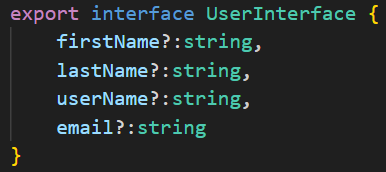 export interface UserInterface {
    firstName?:string,
    lastName?:string,
    userName?:string,
    email?:string
}